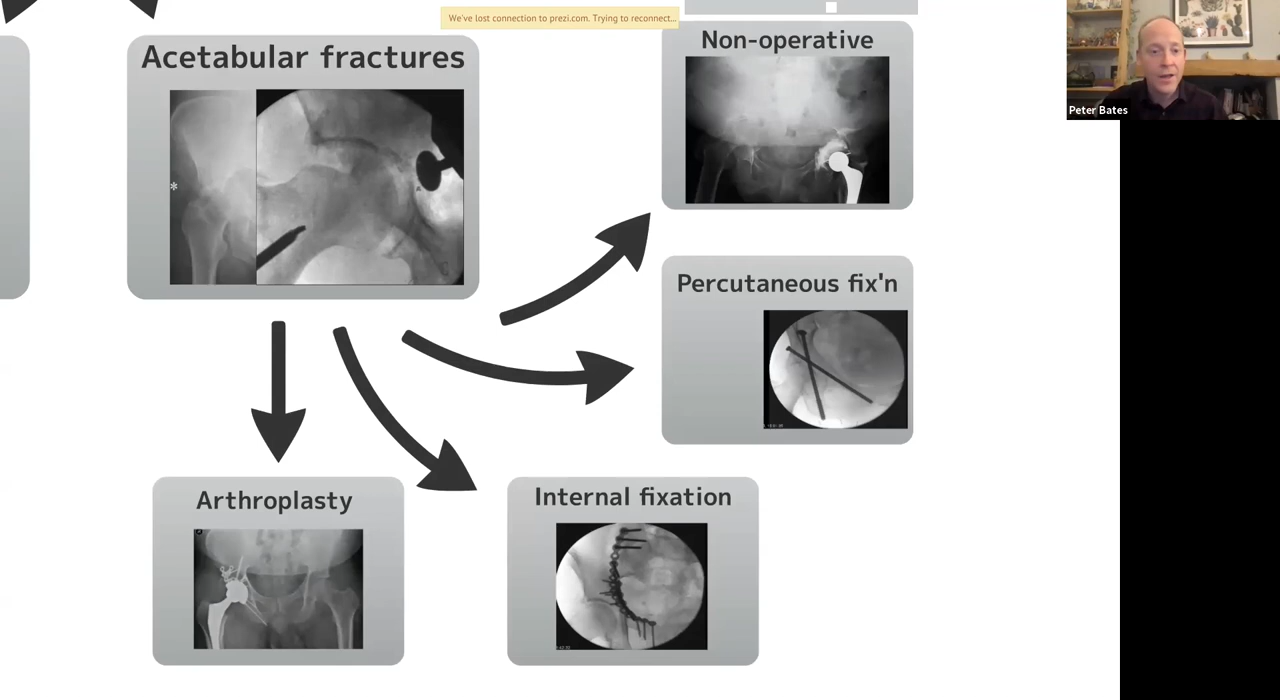 We've lost connection to prezi.com. Trying to reconnect...
Acetabular fractures
Non-operative
Peter Bates
Percutaneous fix'n
Arthroplasty
Internal fixation